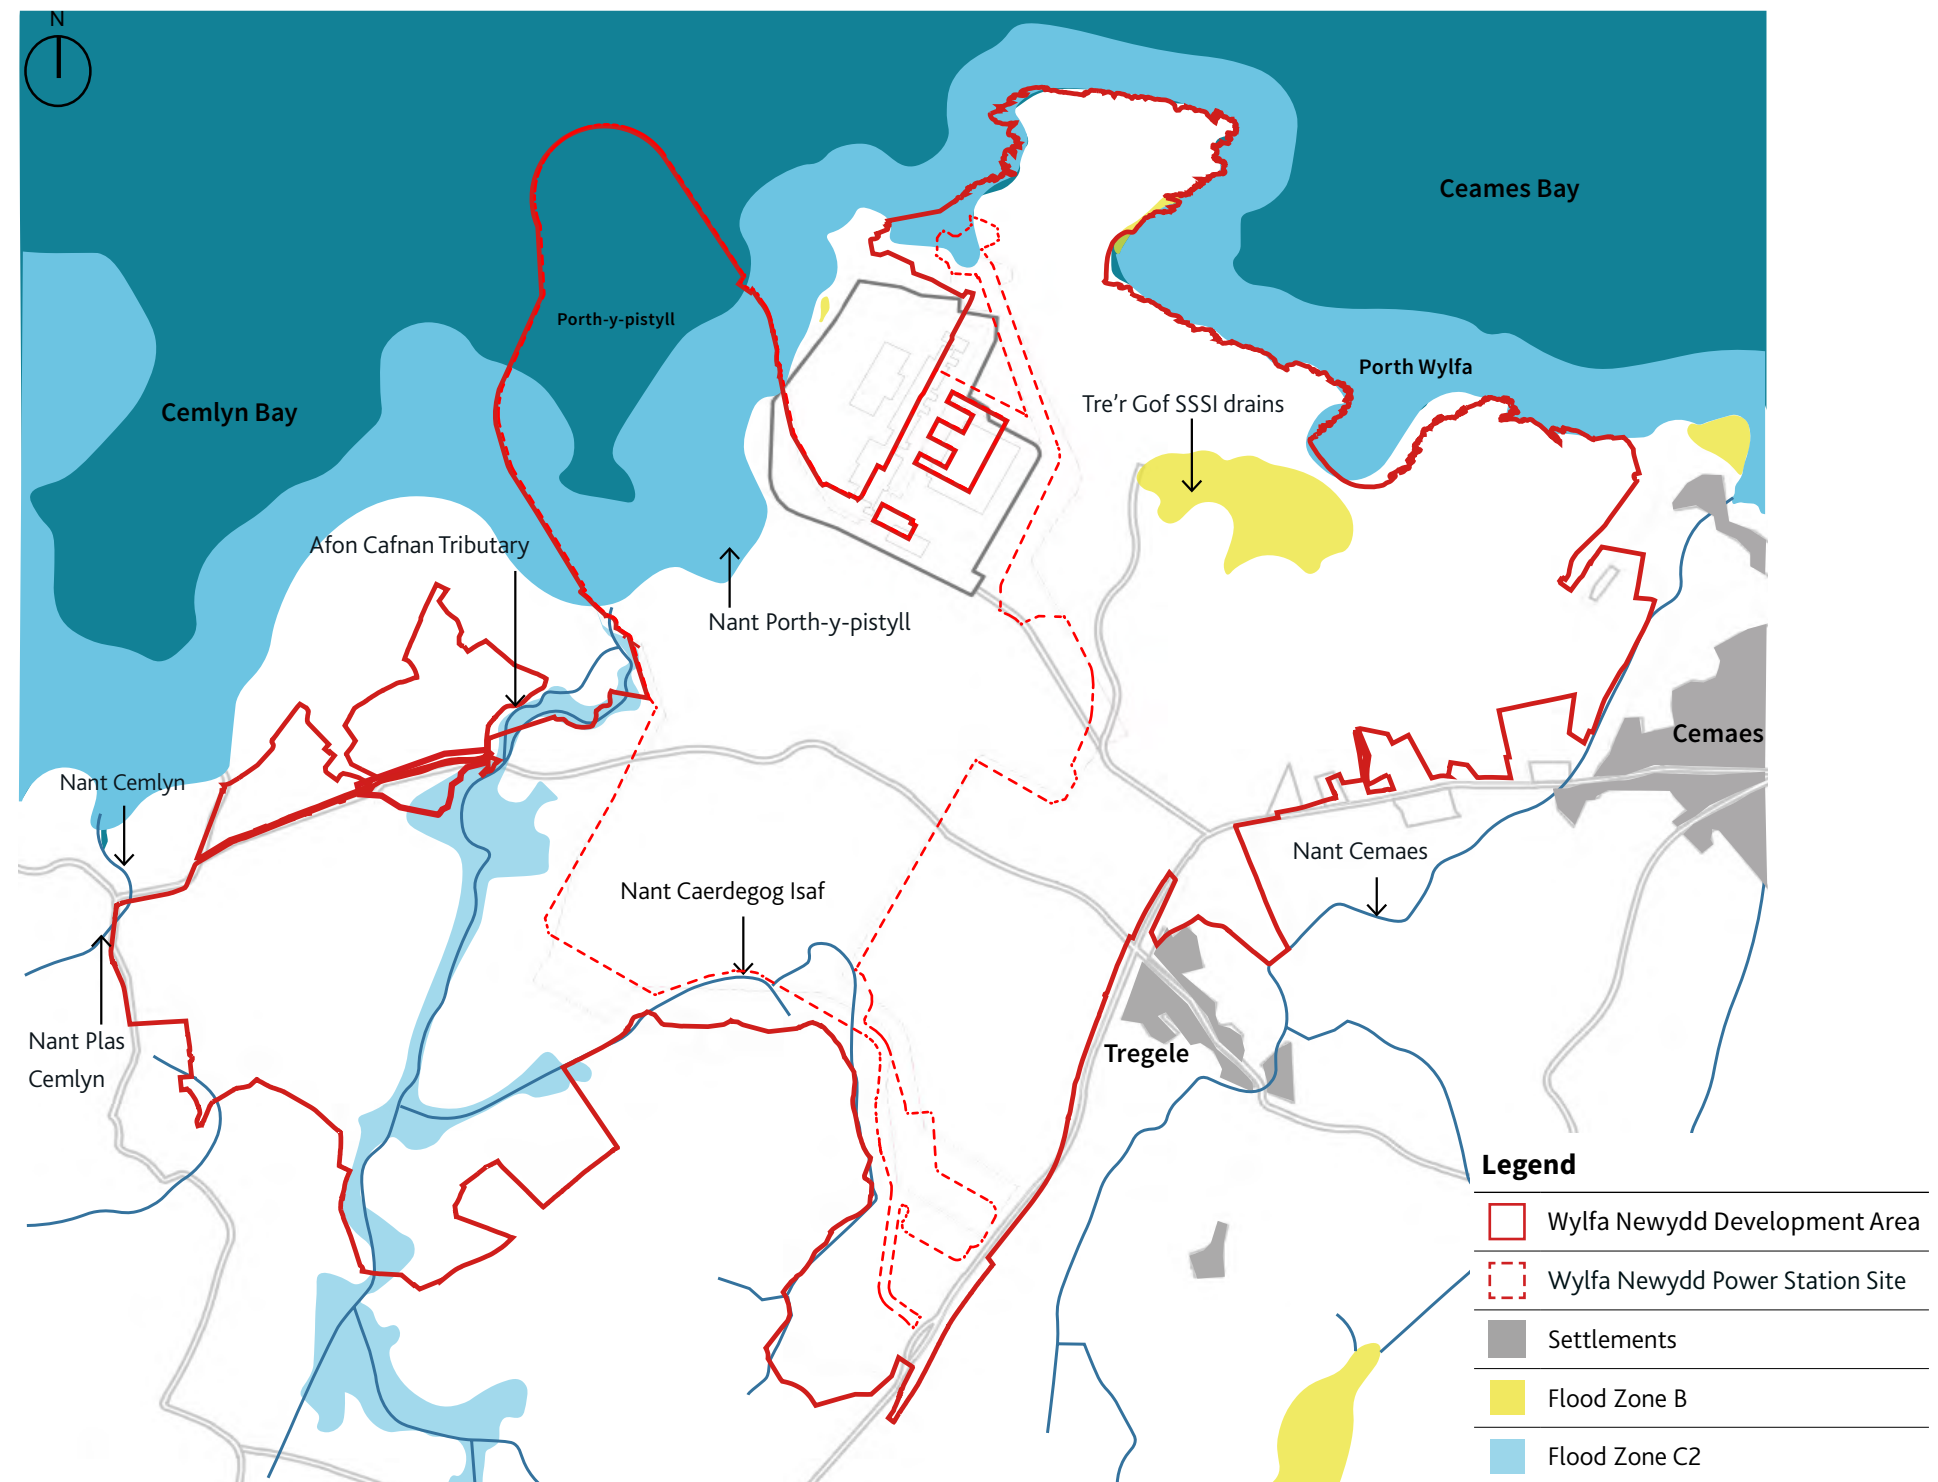 N
Ceames Bay
Porth-y-pistyll
Porth Wylfa
Cemlyn Bay
Tre'r Gof SSSI drains
Afon Cafnan Tributary
Nant Porth-y-pistyll
Cemaes
Nant Cemlyn
Nant Cemaes
Nant Caerdegog Isaf
Nant Plas
Cemlyn
Tregele
Legend
Wylfa Newydd Development Area
Wylfa Newydd Power Station Site
Settlements
Flood Zone B
Flood Zone C2